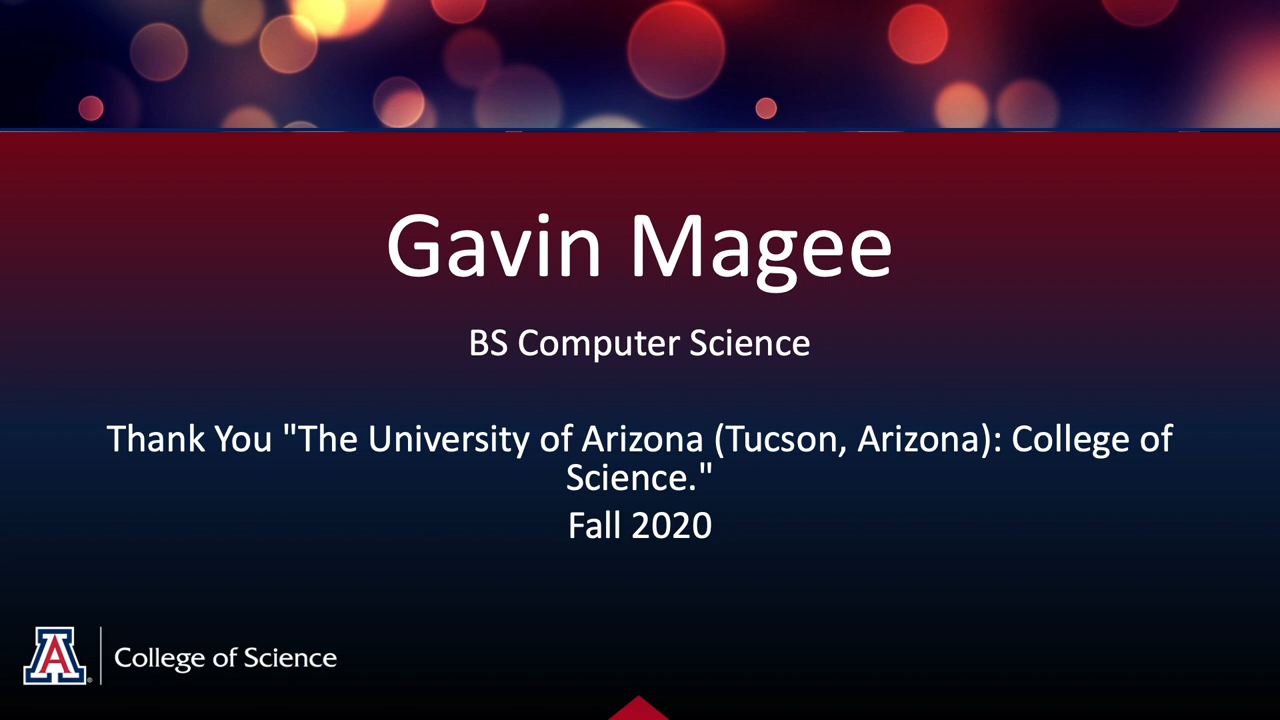 Gavin Magee
BS Computer Science
Thank You "The University of Arizona (Tucson, Arizona): College of
Science."
Fall 2020
A
College of Science